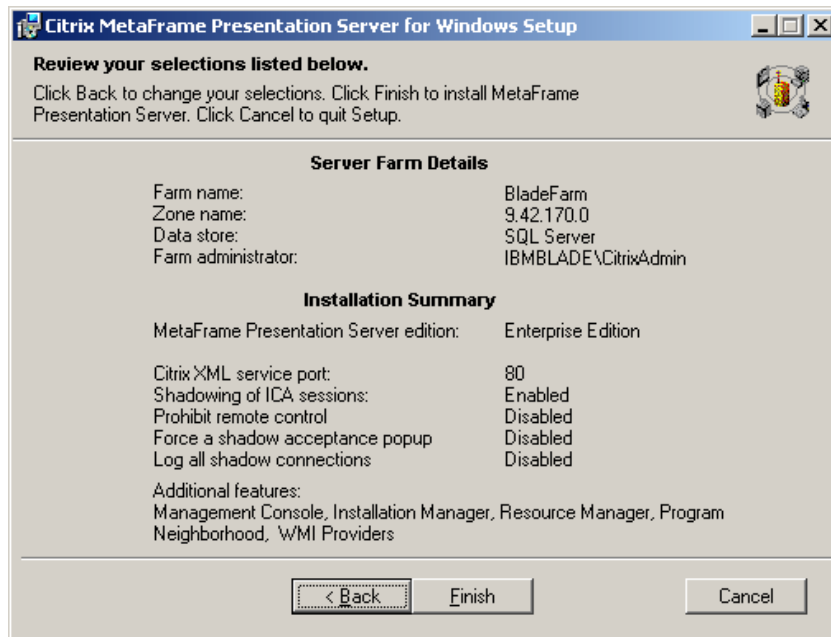 Citrix MetaFrame Presentation Server for Windows Setup
Review your selections listed below.
Click Back to change your selections. Click Finish to install MetaFrame
Presentation Server. Click Cancel to quit Setup.
Server Farm Details
Farm name: BladeFarm
Zone name: 9.42.170.0
Data store: SQL Server
Farm administrator: IBMBLADE\CitrixAdmin
Installation Summary
MetaFrame Presentation Server edition: Enterprise Edition
Citrix XML service port: 80
Shadowing of ICA sessions: Enabled
Prohibit remote control Disabled
Force a shadow acceptance popup Disabled
Log all shadow connections Disabled
Additional features:
Management Console, Installation Manager, Resource Manager, Program
Neighborhood, WMI Providers
< Back Finish Cancel